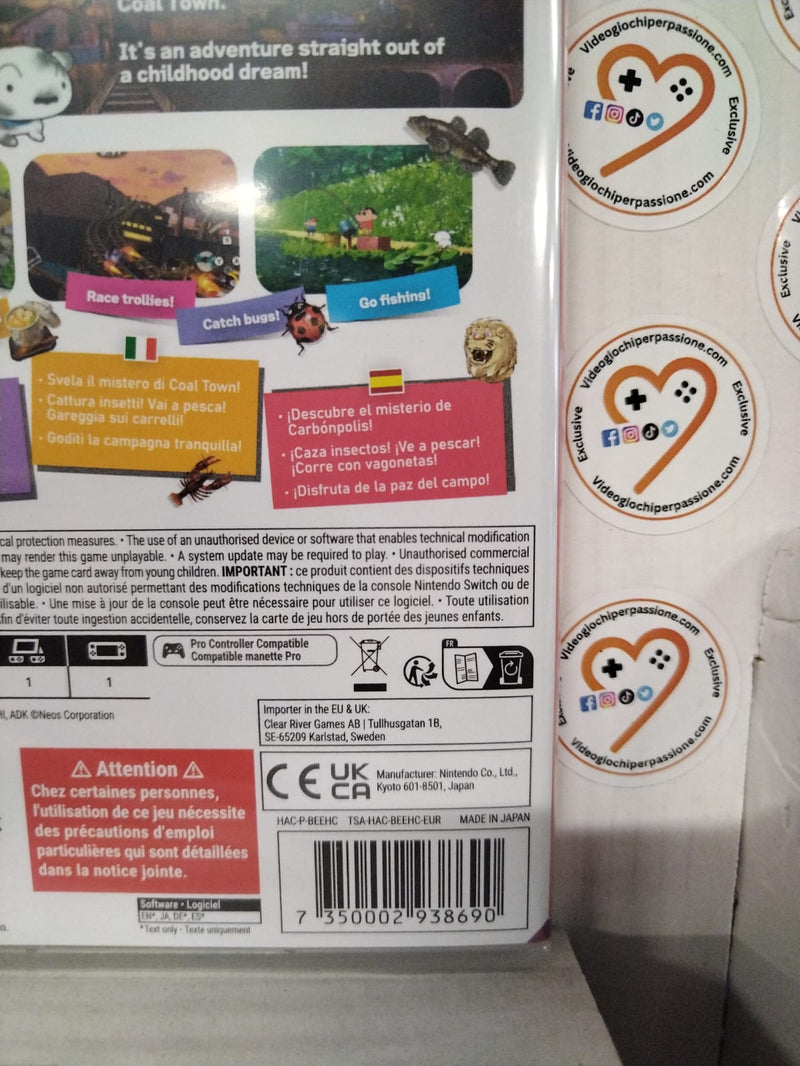 Coal Town.
It's an adventure straight out of
a childhood dream!
Race trollies!
Catch bugs!
Go fishing!
• Svela il mistero di Coal Town!
• Cattura insetti! Vai a pesca!
Gareggia sui carrelli!
• Goditi la campagna tranquilla!
• ¡Descubre el misterio de
Carbónpolis!
• ¡Caza insectos! ¡Ve a pescar!
¡Corre con vagonetas!
• ¡Disfruta de la paz del campo!
cal protection measures. • The use of an unauthorised device or software that enables technical modification
may render this game unplayable. • A system update may be required to play. • Unauthorised commercial
keep the game card away from young children. IMPORTANT : ce produit contient des dispositifs techniques
d'un logiciel non autorisé permettant des modifications techniques de la console Nintendo Switch ou de
ilisable. • Une mise à jour de la console peut être nécessaire pour utiliser ce logiciel. • Toute utilisation
fin d'éviter toute ingestion accidentelle, conservez la carte de jeu hors de portée des jeunes enfants.
1
1
Pro Controller Compatible
Compatible manette Pro
FR
HI, ADK ©Neos Corporation
Importer in the EU & UK:
Clear River Games AB | Tullhusgatan 1B,
SE-65209 Karlstad, Sweden
Attention
Chez certaines personnes,
l'utilisation de ce jeu nécessite
des précautions d'emploi
particulières qui sont détaillées
dans la notice jointe.
CE UK
CA
Manufacturer: Nintendo Co., Ltd.,
Kyoto 601-8501, Japan
HAC-P-BEEHC TSA-HAC-BEEHC-EUR MADE IN JAPAN
Software • Logiciel
EN*, JA, DE*, ES*
*Text only - Texte uniquement
7 350002 938690
Videogiochiperpassione.com
Exclusive
Videogiochiperpassione.com
Videogiochiperpassione.com
Exclusive
Exclusive
Videogiochiperpassione.com
Videogiochiperpassione.com
Exclusive
Videogiochiperpassione.com
Exclusive